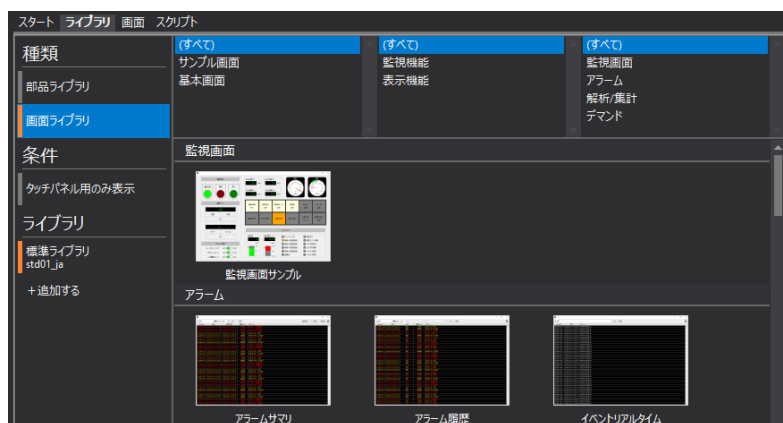 スタート ライブラリ 画面 スクリプト
種類
部品ライブラリ
画面ライブラリ
条件
タッチパネル用のみ表示
ライブラリ
標準ライブラリ
std01_ja
+追加する
(すべて)
サンプル画面
基本画面
(すべて)
監視機能
表示機能
(すべて)
監視画面
アラーム
解析/集計
デマンド
監視画面
監視画面サンプル
アラーム
アラームサマリ
アラーム履歴
イベントリアルタイム